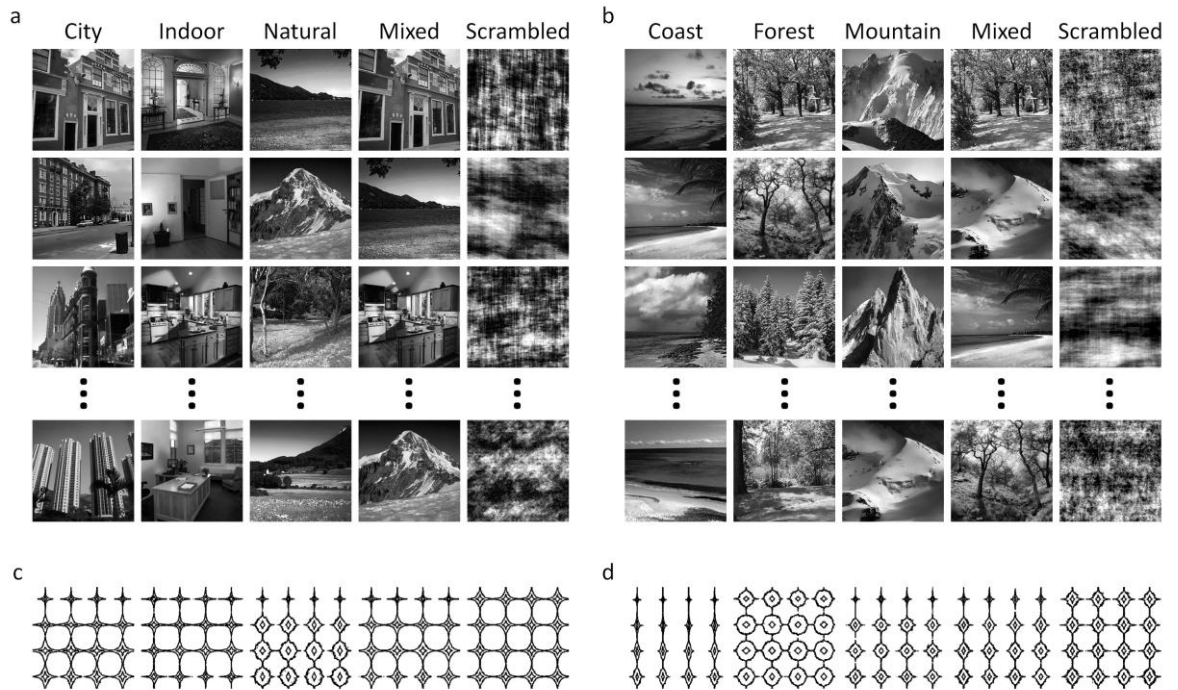 a
City Indoor Natural Mixed Scrambled
b
Coast Forest Mountain Mixed Scrambled
c
d